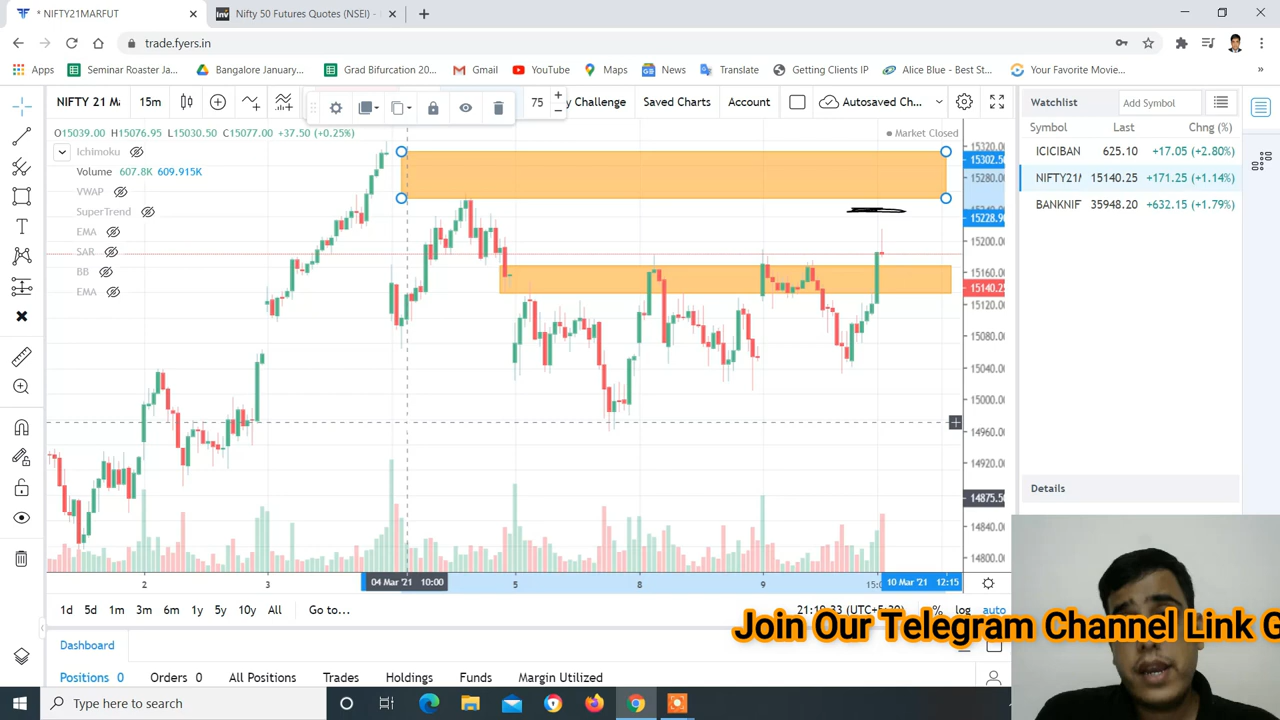 * NIFTY21MARFUT
Nifty 50 Futures Quotes (NSEI) -
trade.fyers.in
Apps
Seminar Roaster Ja...
Bangalore January...
Grad Bifurcation 20...
Gmail
YouTube
Maps
News
Translate
Getting Clients IP
Alice Blue - Best St...
Your Favorite Movie...
»
NIFTY 21 M
15m
75
y Challenge
Saved Charts
Account
Autosaved Ch...
Watchlist
Add Symbol
Symbol Last Chng (%)
ICICIBAN 625.10 +17.05 (+2.80%)
NIFTY21 15140.25 +171.25 (+1.14%)
BANKNIF 35948.20 +632.15 (+1.79%)
Details
O15039.00 H15076.95 L15030.50 C15077.00 +37.50 (+0.25%)
Market Closed
Ichimoku
Volume 607.8K 609.915K
VWAP
SuperTrend
EMA
SAR
BB
EMA
15320.00
15302.50
15280.00
15240.00
15228.90
15200.00
15160.00
15140.25
15120.00
15080.00
15040.00
15000.00
14960.00
14920.00
14875.50
14840.00
14800.00
2
3
04 Mar '21 10:00
5
8
9
15:0
10 Mar '21 12:15
1d 5d 1m 3m 6m 1y 5y 10y All Go to...
21:19:33 (UTC+5:30)
% log auto
Join Our Telegram Channel Link G
Dashboard
Positions 0
Orders 0
All Positions
Trades
Holdings
Funds
Margin Utilized
Type here to search